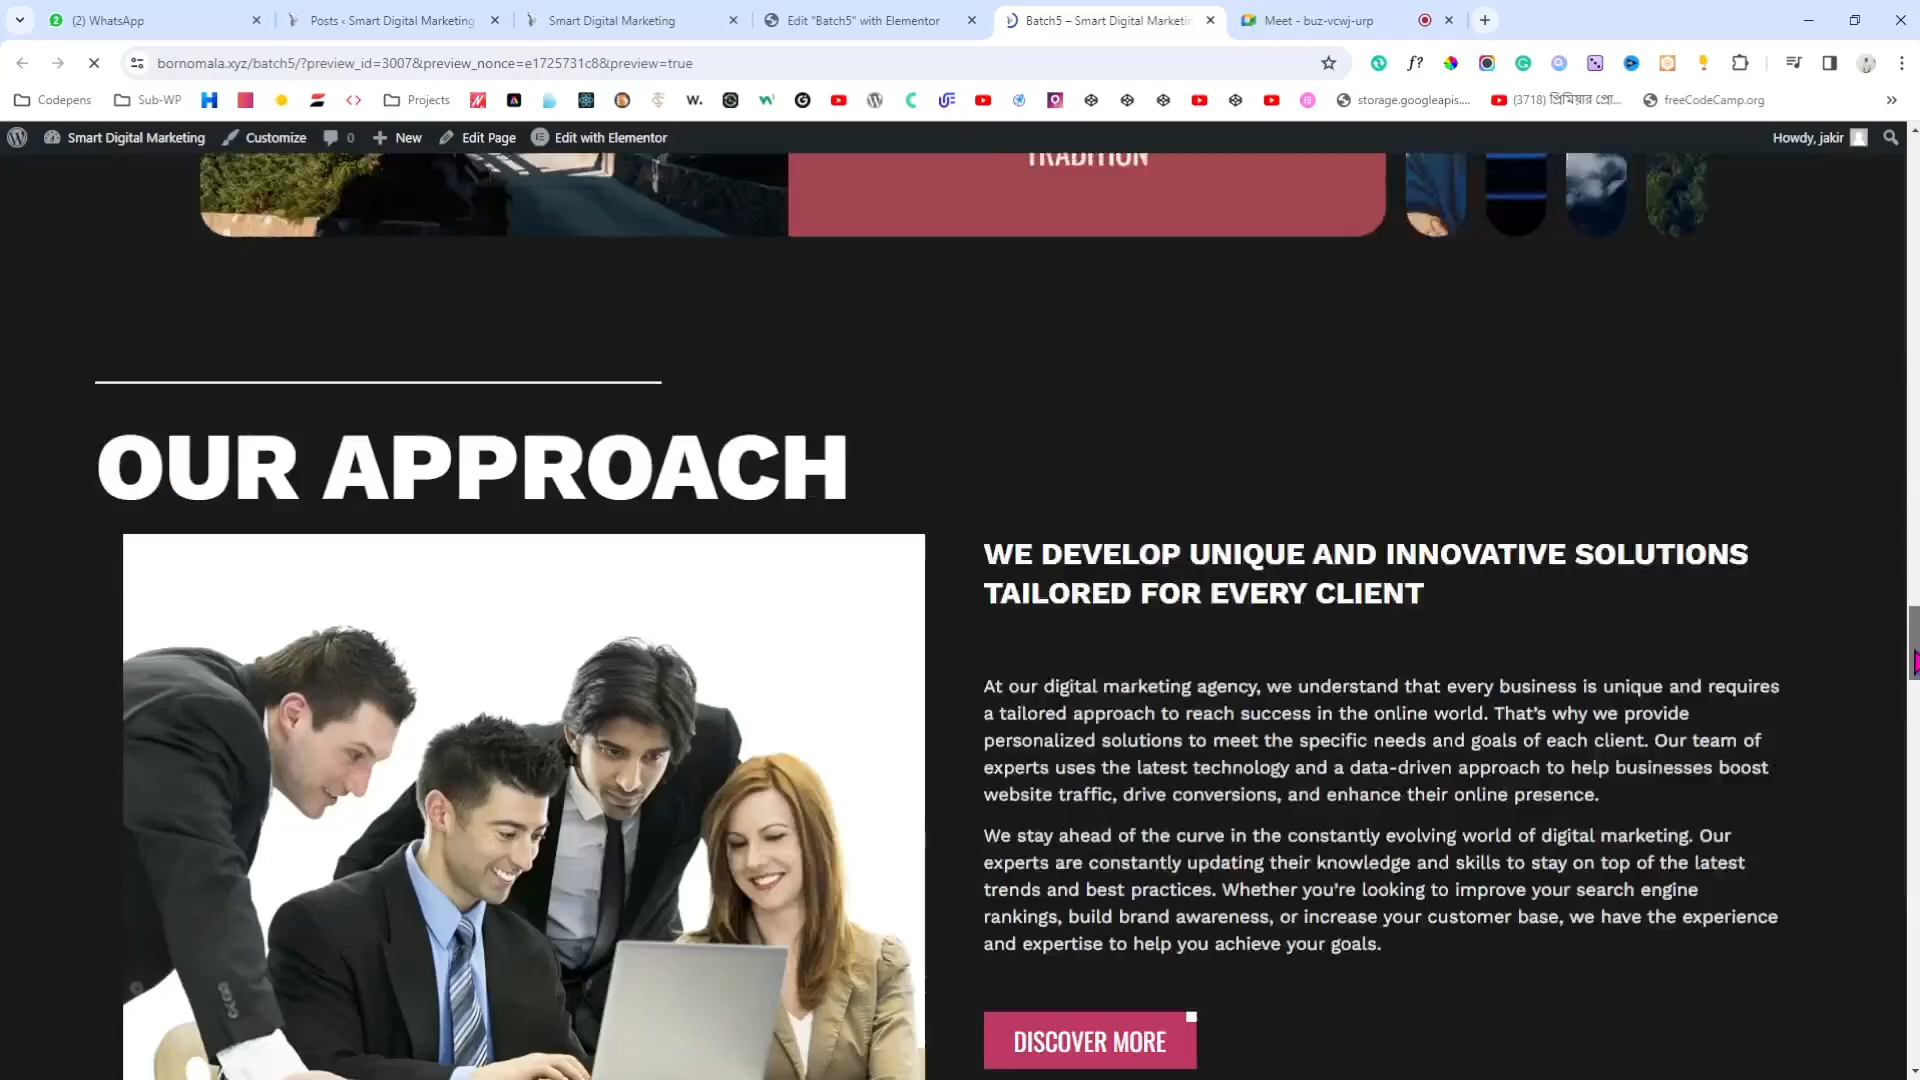 (2) WhatsApp
Posts ‹ Smart Digital Marketing
Smart Digital Marketing
Edit "Batch5" with Elementor
Batch5 – Smart Digital Marketin
Meet - buz-vcwj-urp
bornomala.xyz/batch5/?preview_id=3007&preview_nonce=e1725731c8&preview=true
Codepens
Sub-WP
Projects
storage.googleapis....
(3718) প্রিমিয়ার প্রো...
freeCodeCamp.org
Smart Digital Marketing
Customize
0
New
Edit Page
Edit with Elementor
Howdy, jakir
TRADITION
OUR APPROACH
WE DEVELOP UNIQUE AND INNOVATIVE SOLUTIONS
TAILORED FOR EVERY CLIENT
At our digital marketing agency, we understand that every business is unique and requires
a tailored approach to reach success in the online world. That’s why we provide
personalized solutions to meet the specific needs and goals of each client. Our team of
experts uses the latest technology and a data-driven approach to help businesses boost
website traffic, drive conversions, and enhance their online presence.
We stay ahead of the curve in the constantly evolving world of digital marketing. Our
experts are constantly updating their knowledge and skills to stay on top of the latest
trends and best practices. Whether you’re looking to improve your search engine
rankings, build brand awareness, or increase your customer base, we have the experience
and expertise to help you achieve your goals.
DISCOVER MORE